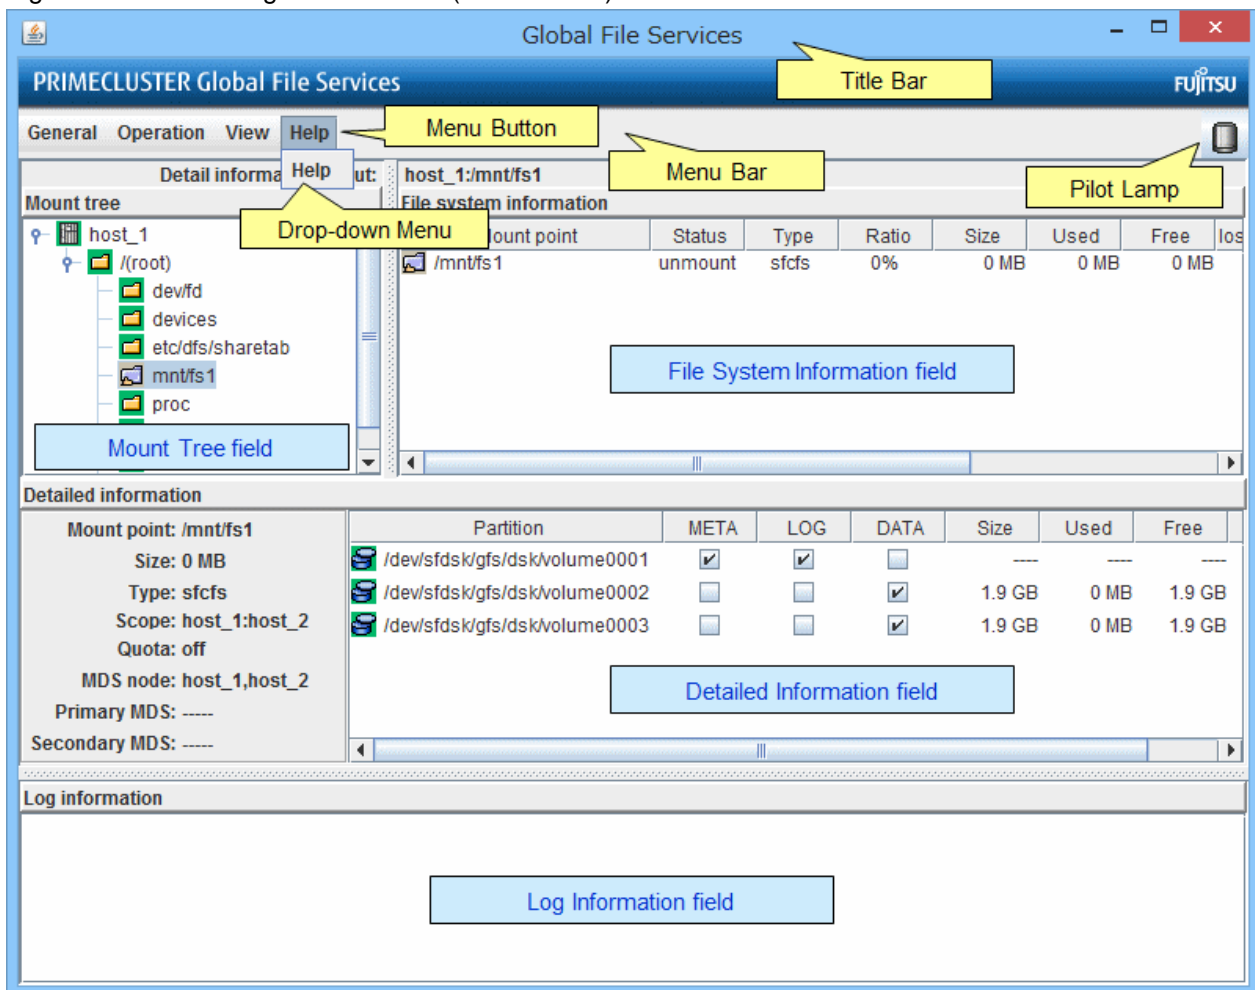 Global File Services
Title Bar
PRIMECLUSTER Global File Services
FUJITSU
General Operation View Help
Menu Button
Menu Bar
Pilot Lamp
Help
Drop-down Menu
Detail informa ut: host_1:/mnt/fs1
Mount tree
host_1
/(root)
dev/fd
devices
etc/dfs/sharetab
mnt/fs1
proc
Mount Tree field
File system information
Mount point Status Type Ratio Size Used Free los
/mnt/fs1 unmount sfcfs 0% 0 MB 0 MB 0 MB
File System Information field
Detailed information
Mount point: /mnt/fs1
Size: 0 MB
Type: sfcfs
Scope: host_1:host_2
Quota: off
MDS node: host_1,host_2
Primary MDS: -----
Secondary MDS: -----
Partition META LOG DATA Size Used Free
/dev/sfdsk/gfs/dsk/volume0001 ---- ---- ----
/dev/sfdsk/gfs/dsk/volume0002 1.9 GB 0 MB 1.9 GB
/dev/sfdsk/gfs/dsk/volume0003 1.9 GB 0 MB 1.9 GB
Detailed Information field
Log information
Log Information field